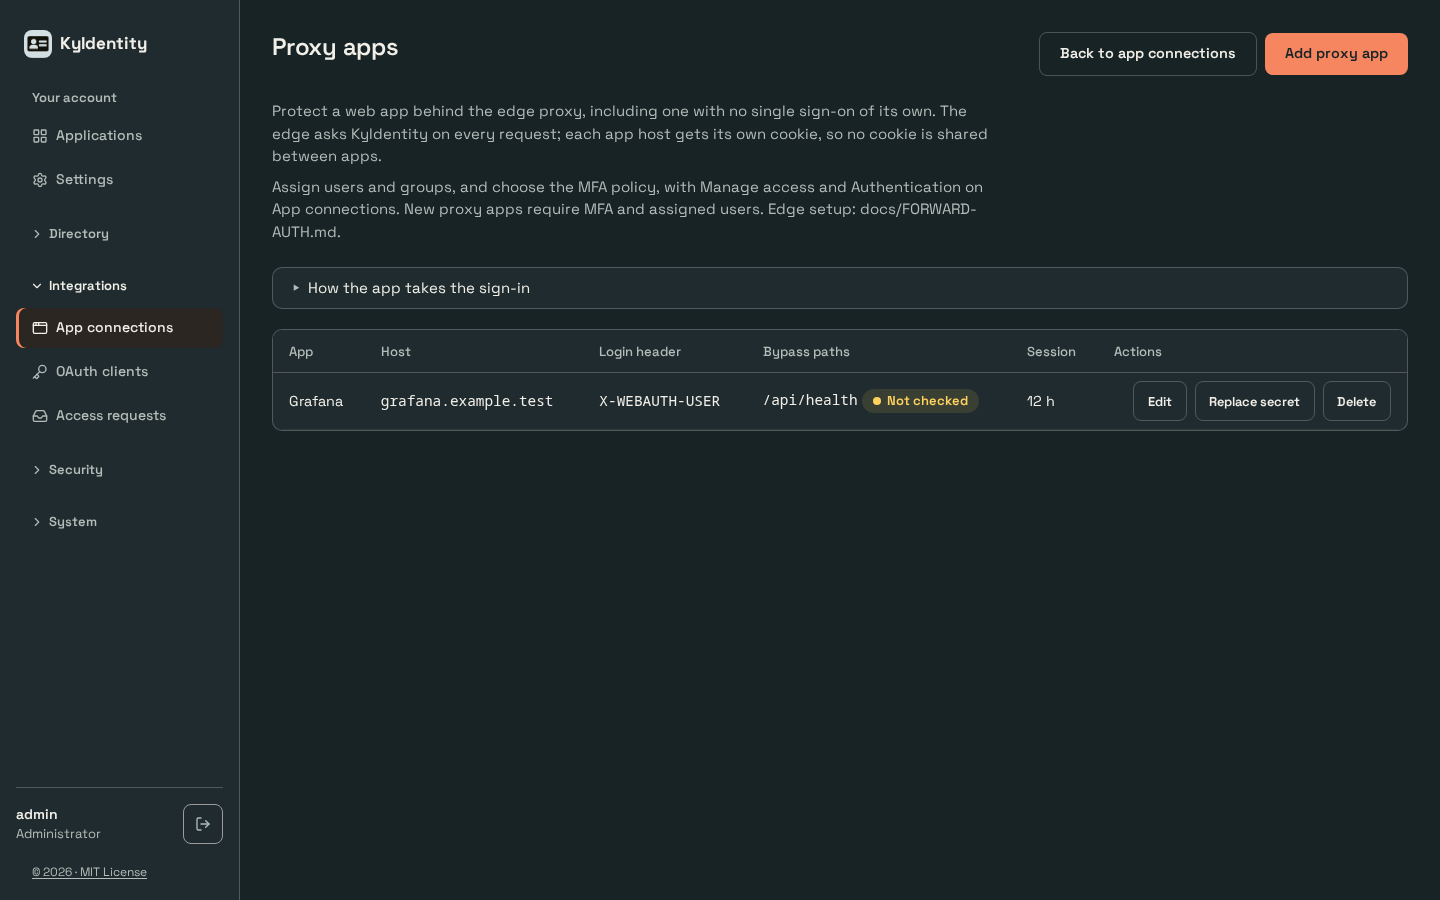 KyIdentity
Your account
Applications
Settings
Directory
Integrations
App connections
OAuth clients
Access requests
Security
System
admin
Administrator
© 2026 · MIT License
Proxy apps
Back to app connections
Add proxy app
Protect a web app behind the edge proxy, including one with no single sign-on of its own. The
edge asks KyIdentity on every request; each app host gets its own cookie, so no cookie is shared
between apps.
Assign users and groups, and choose the MFA policy, with Manage access and Authentication on
App connections. New proxy apps require MFA and assigned users. Edge setup: docs/FORWARD-
AUTH.md.
How the app takes the sign-in
App Host Login header Bypass paths Session Actions
Grafana grafana.example.test X-WEBAUTH-USER /api/health Not checked 12 h Edit Replace secret Delete